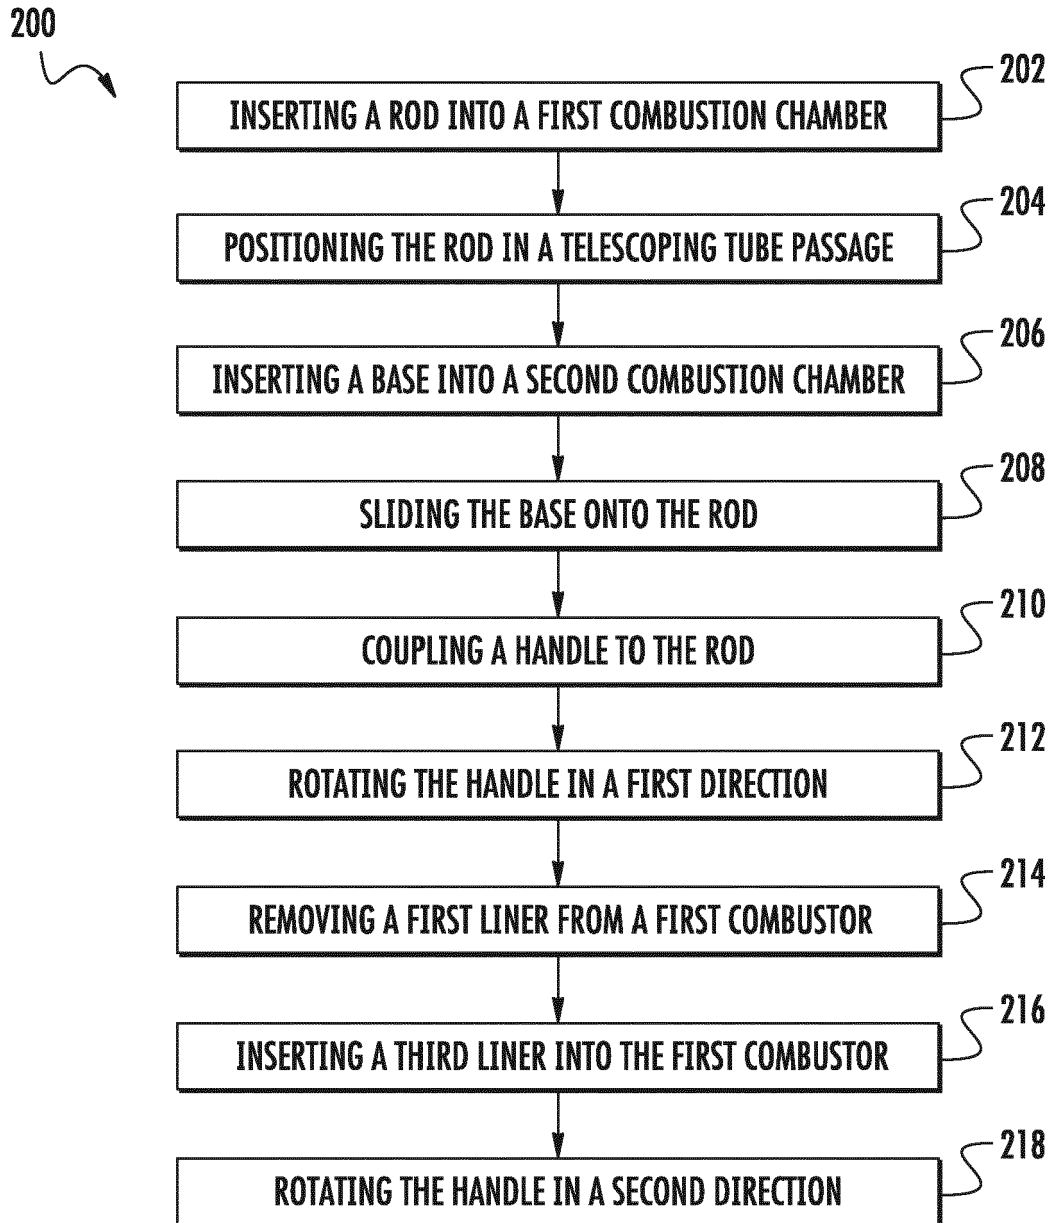 200
202
INSERTING A ROD INTO A FIRST COMBUSTION CHAMBER
204
POSITIONING THE ROD IN A TELESCOPING TUBE PASSAGE
206
INSERTING A BASE INTO A SECOND COMBUSTION CHAMBER
208
SLIDING THE BASE ONTO THE ROD
210
COUPLING A HANDLE TO THE ROD
212
ROTATING THE HANDLE IN A FIRST DIRECTION
214
REMOVING A FIRST LINER FROM A FIRST COMBUSTOR
216
INSERTING A THIRD LINER INTO THE FIRST COMBUSTOR
218
ROTATING THE HANDLE IN A SECOND DIRECTION